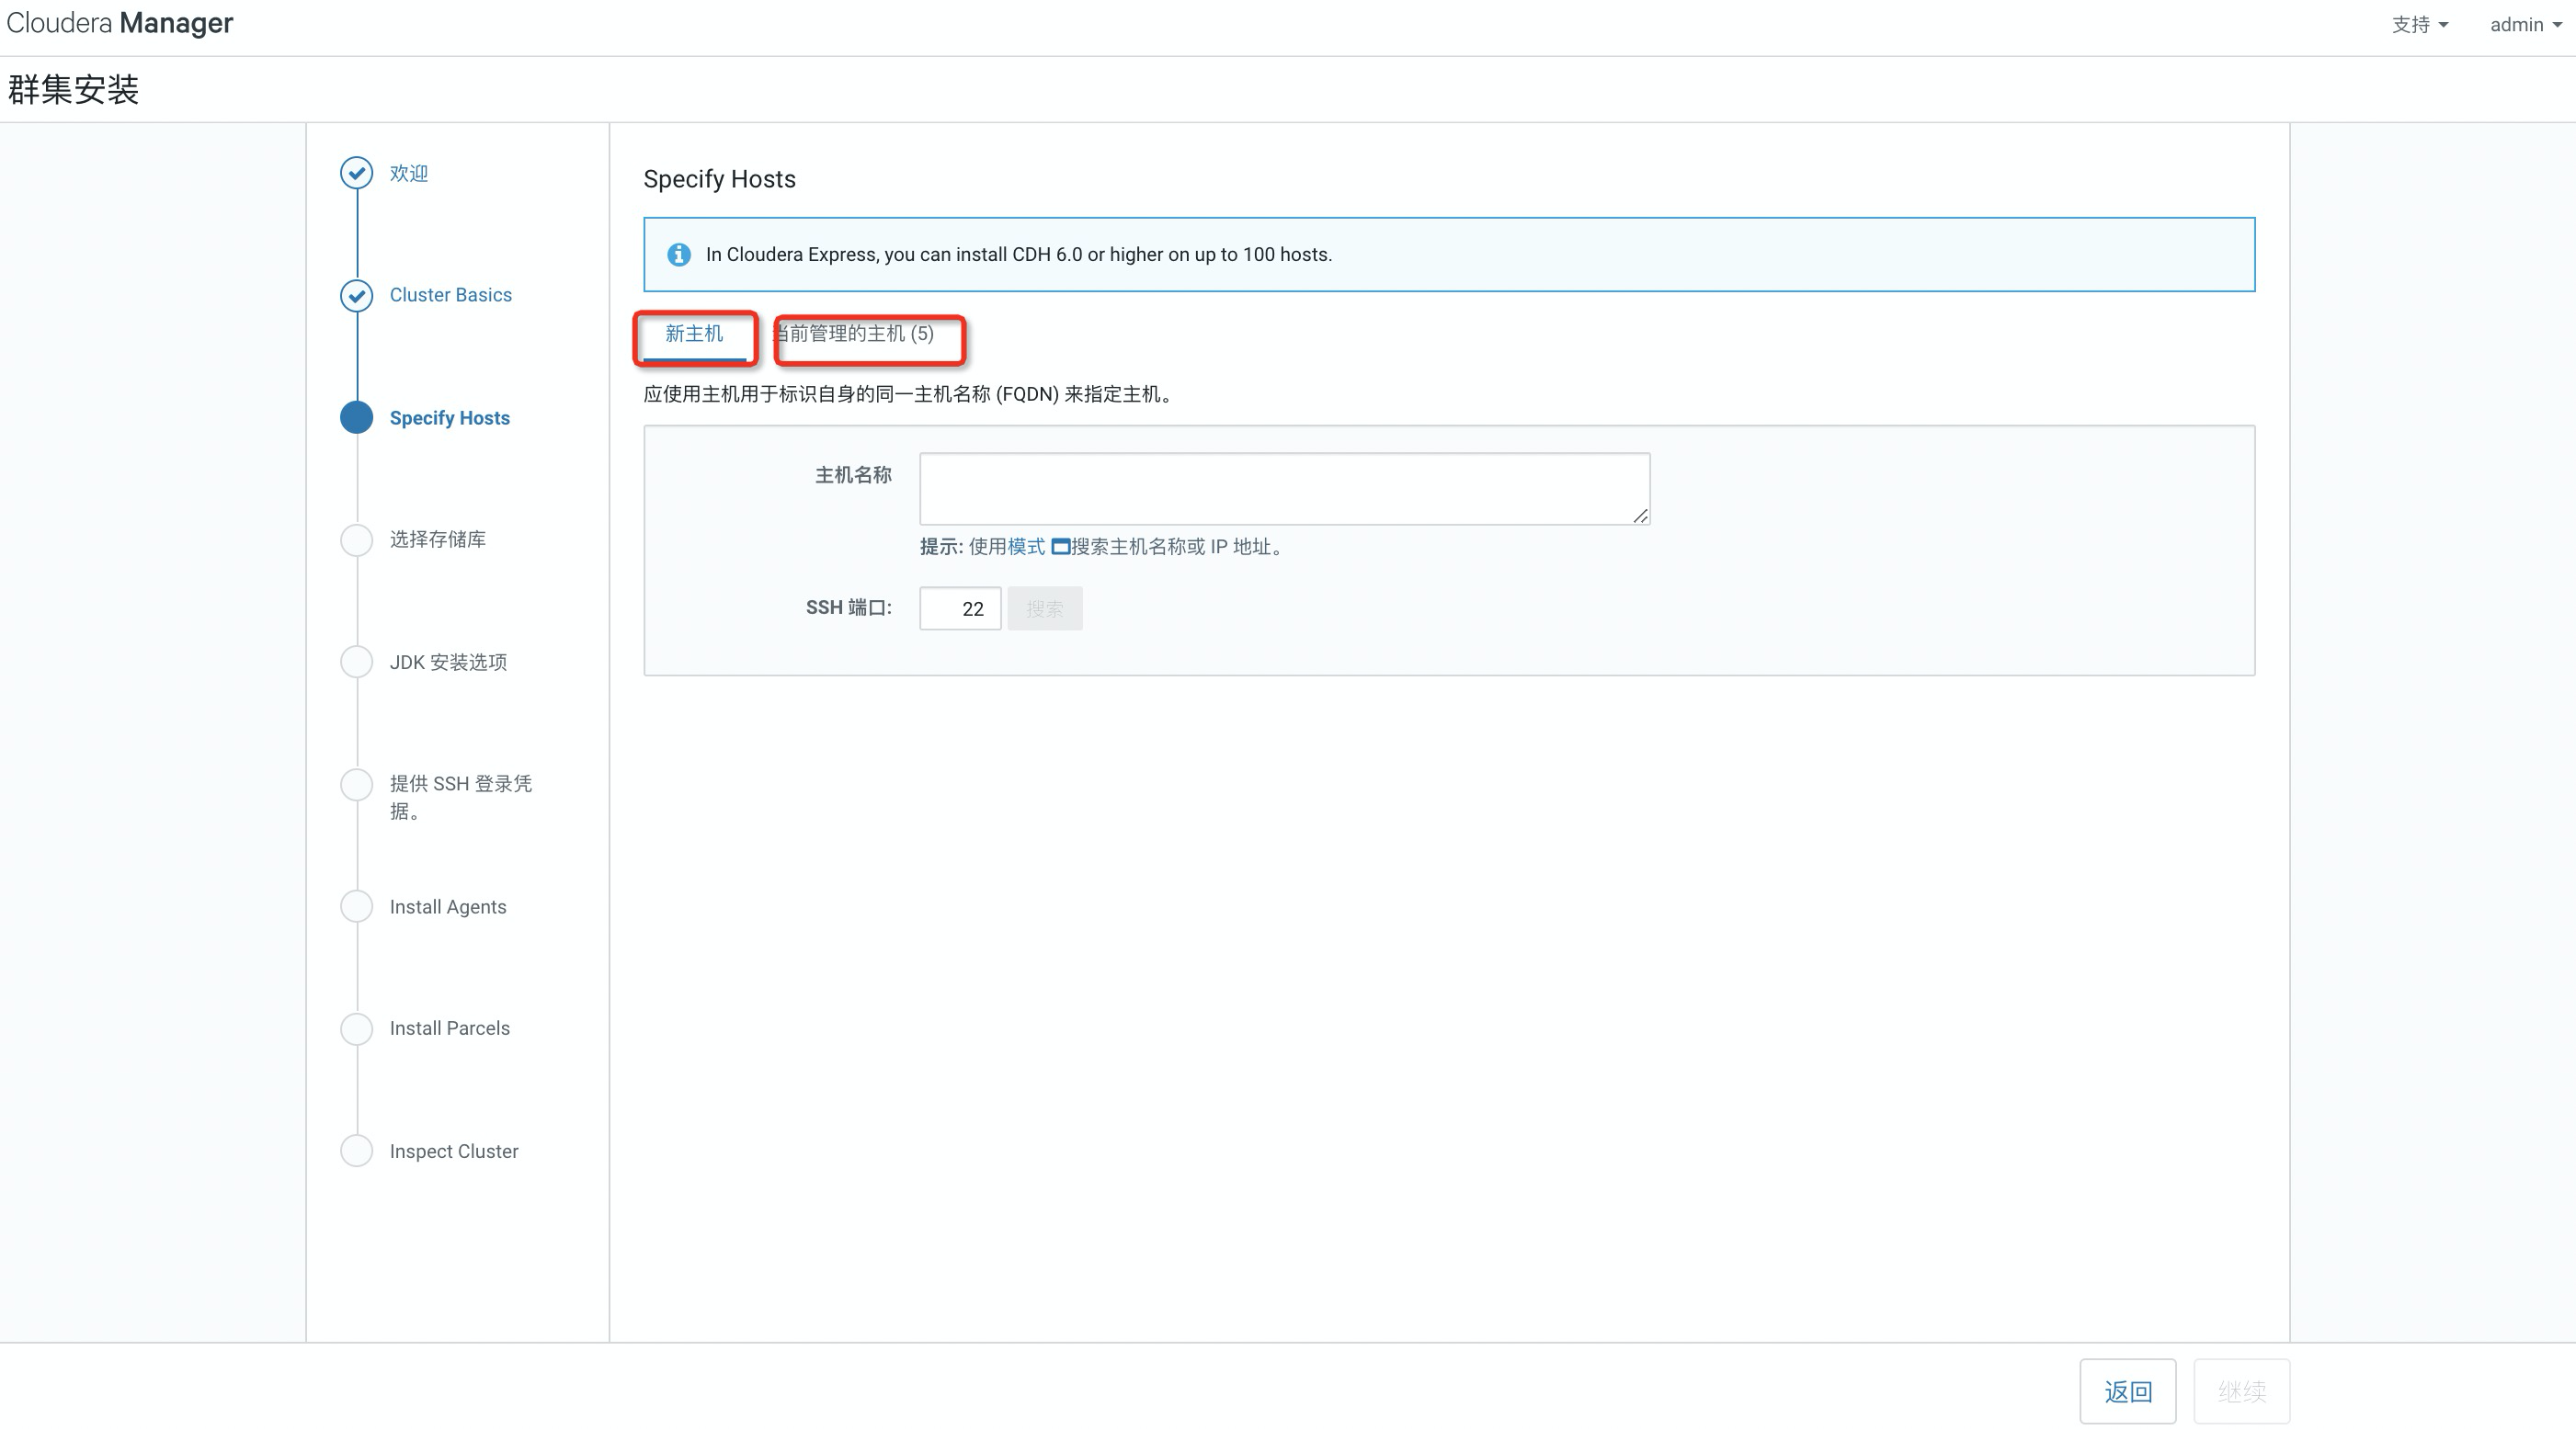 Cloudera Manager
支持
admin
群集安装
欢迎
Cluster Basics
Specify Hosts
选择存储库
JDK 安装选项
提供 SSH 登录凭
据。
Install Agents
Install Parcels
Inspect Cluster
Specify Hosts
In Cloudera Express, you can install CDH 6.0 or higher on up to 100 hosts.
新主机
当前管理的主机 (5)
应使用主机用于标识自身的同一主机名称 (FQDN) 来指定主机。
主机名称
提示: 使用模式 搜索主机名称或 IP 地址。
SSH 端口: 22 搜索
返回
继续